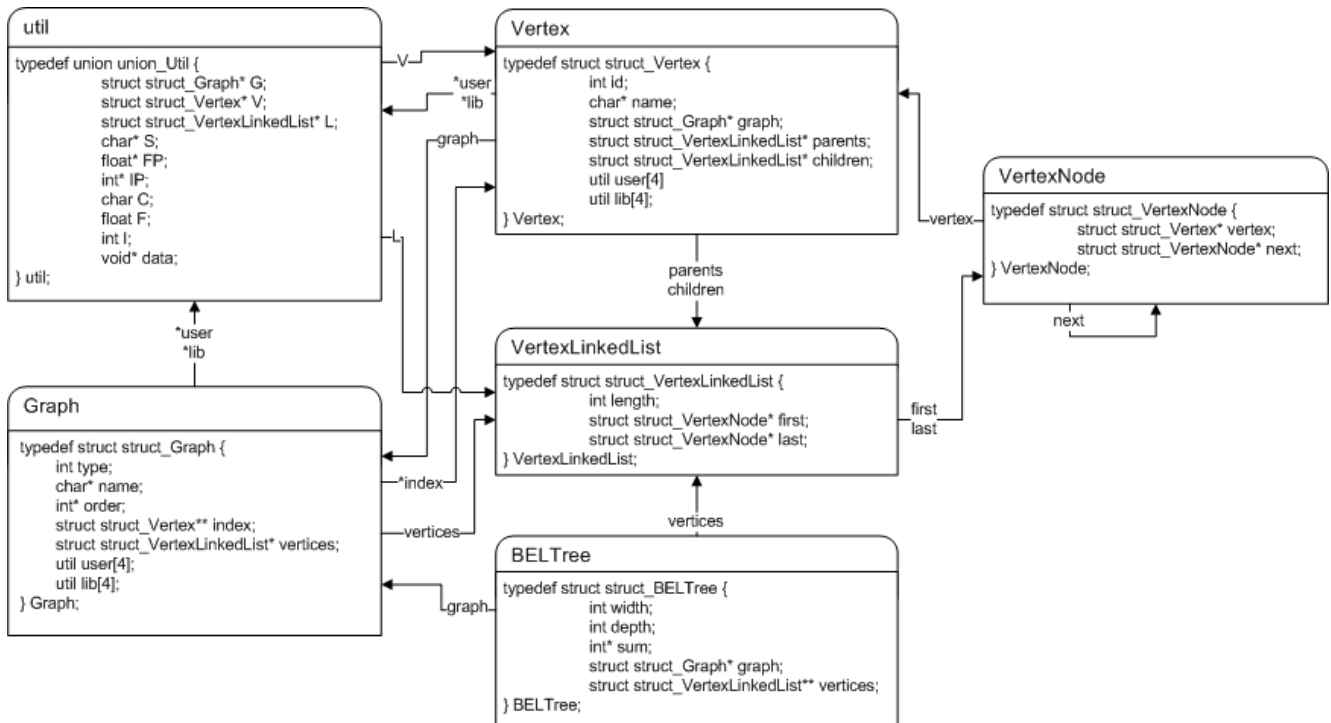 util
typedef union union_Util {
struct struct_Graph* G;
struct struct_Vertex* V;
struct struct_VertexLinkedList* L;
char* S;
float* FP;
int* IP;
char C;
float F;
int I;
void* data;
} util;
V
*user
*lib
graph
L
Vertex
typedef struct struct_Vertex {
int id;
char* name;
struct struct_Graph* graph;
struct struct_VertexLinkedList* parents;
struct struct_VertexLinkedList* children;
util user[4]
util lib[4];
} Vertex;
vertex
VertexNode
typedef struct struct_VertexNode {
struct struct_Vertex* vertex;
struct struct_VertexNode* next;
} VertexNode;
next
parents
children
*user
*lib
VertexLinkedList
typedef struct struct_VertexLinkedList {
int length;
struct struct_VertexNode* first;
struct struct_VertexNode* last;
} VertexLinkedList;
first
last
Graph
typedef struct struct_Graph {
int type;
char* name;
int* order;
struct struct_Vertex** index;
struct struct_VertexLinkedList* vertices;
util user[4];
util lib[4];
} Graph;
*index
vertices
graph
vertices
BELTree
typedef struct struct_BELTree {
int width;
int depth;
int* sum;
struct struct_Graph* graph;
struct struct_VertexLinkedList** vertices;
} BELTree;